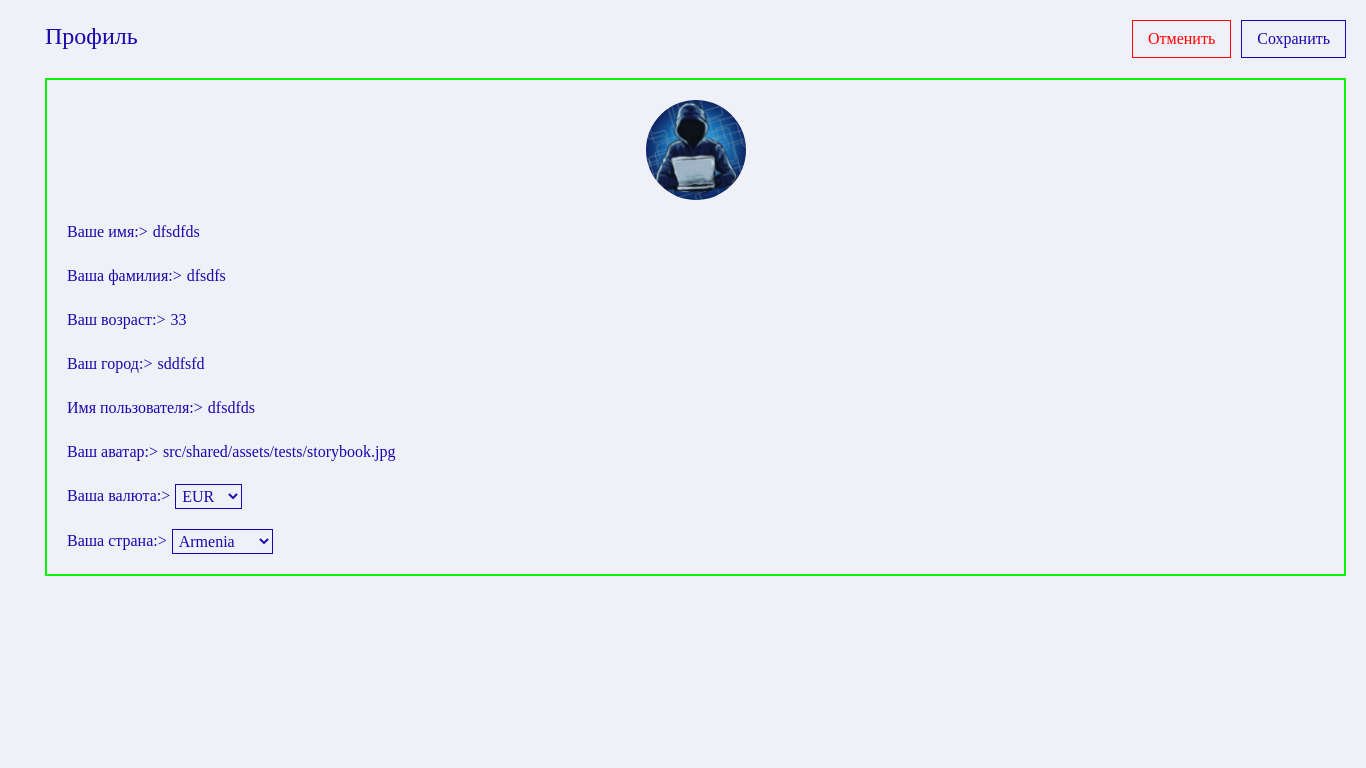 Профиль
Отменить
Сохранить
Ваше имя:> dfsdfds
Ваша фамилия:> dfsdfs
Ваш возраст:> 33
Ваш город:> sddfsfd
Имя пользователя:> dfsdfds
Ваш аватар:> src/shared/assets/tests/storybook.jpg
Ваша валюта:> EUR
Ваша страна:> Armenia